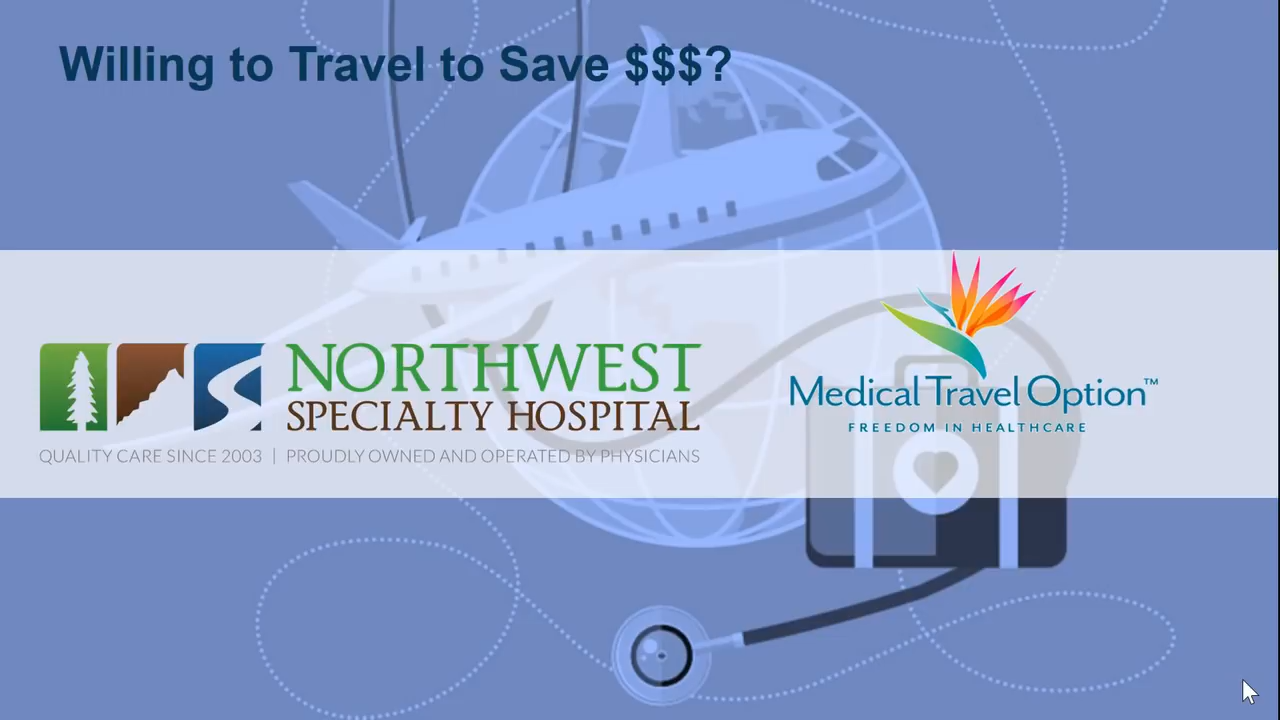 Willing to Travel to Save $$$?
NORTHWEST
SPECIALTY HOSPITAL
QUALITY CARE SINCE 2003 | PROUDLY OWNED AND OPERATED BY PHYSICIANS
Medical Travel Option™
FREEDOM IN HEALTHCARE